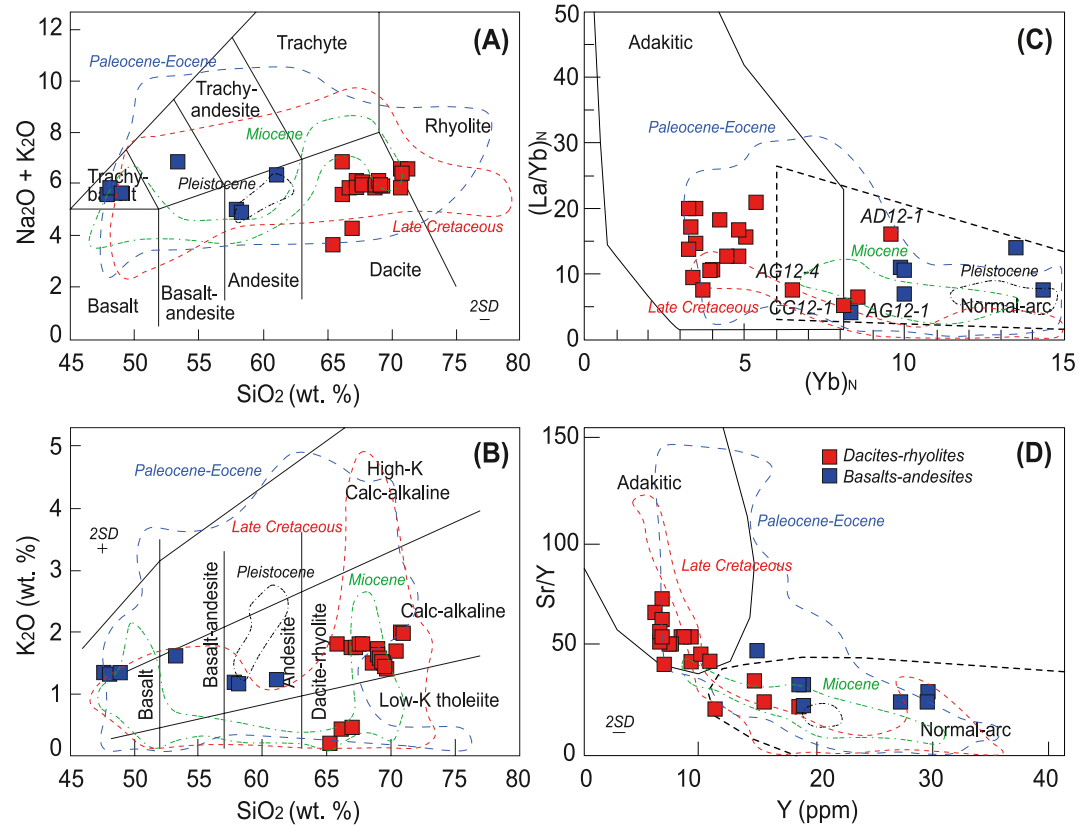 (A)
12
10
8
6
4
2
0
Na2O + K2O
45 50 55 60 65 70 75 80
SiO2 (wt. %)
Trachyte
Paleocene-Eocene
Trachy-
andesite
Miocene
Rhyolite
Trachy-
basalt
Pleistocene
Late Cretaceous
Basalt
Basalt-
andesite
Andesite
Dacite
2SD
(C)
50
40
30
20
10
0
(La/Yb)N
0 5 10 15
(Yb)N
Adakitic
Paleocene-Eocene
AD12-1
Miocene
AG12-4
Pleistocene
Late Cretaceous
CG12-1
AG12-1
Normal-arc
(B)
5
4
3
2
1
0
K2O (wt. %)
45 50 55 60 65 70 75 80
SiO2 (wt. %)
Paleocene-Eocene
High-K
Calc-alkaline
2SD
Late Cretaceous
Pleistocene
Miocene
Basalt
Basalt-andesite
Andesite
Dacite-rhyolite
Calc-alkaline
Low-K tholeiite
(D)
150
100
50
0
Sr/Y
0 10 20 30 40
Y (ppm)
Dacites-rhyolites
Basalts-andesites
Adakitic
Paleocene-Eocene
Late Cretaceous
Miocene
2SD
Normal-arc